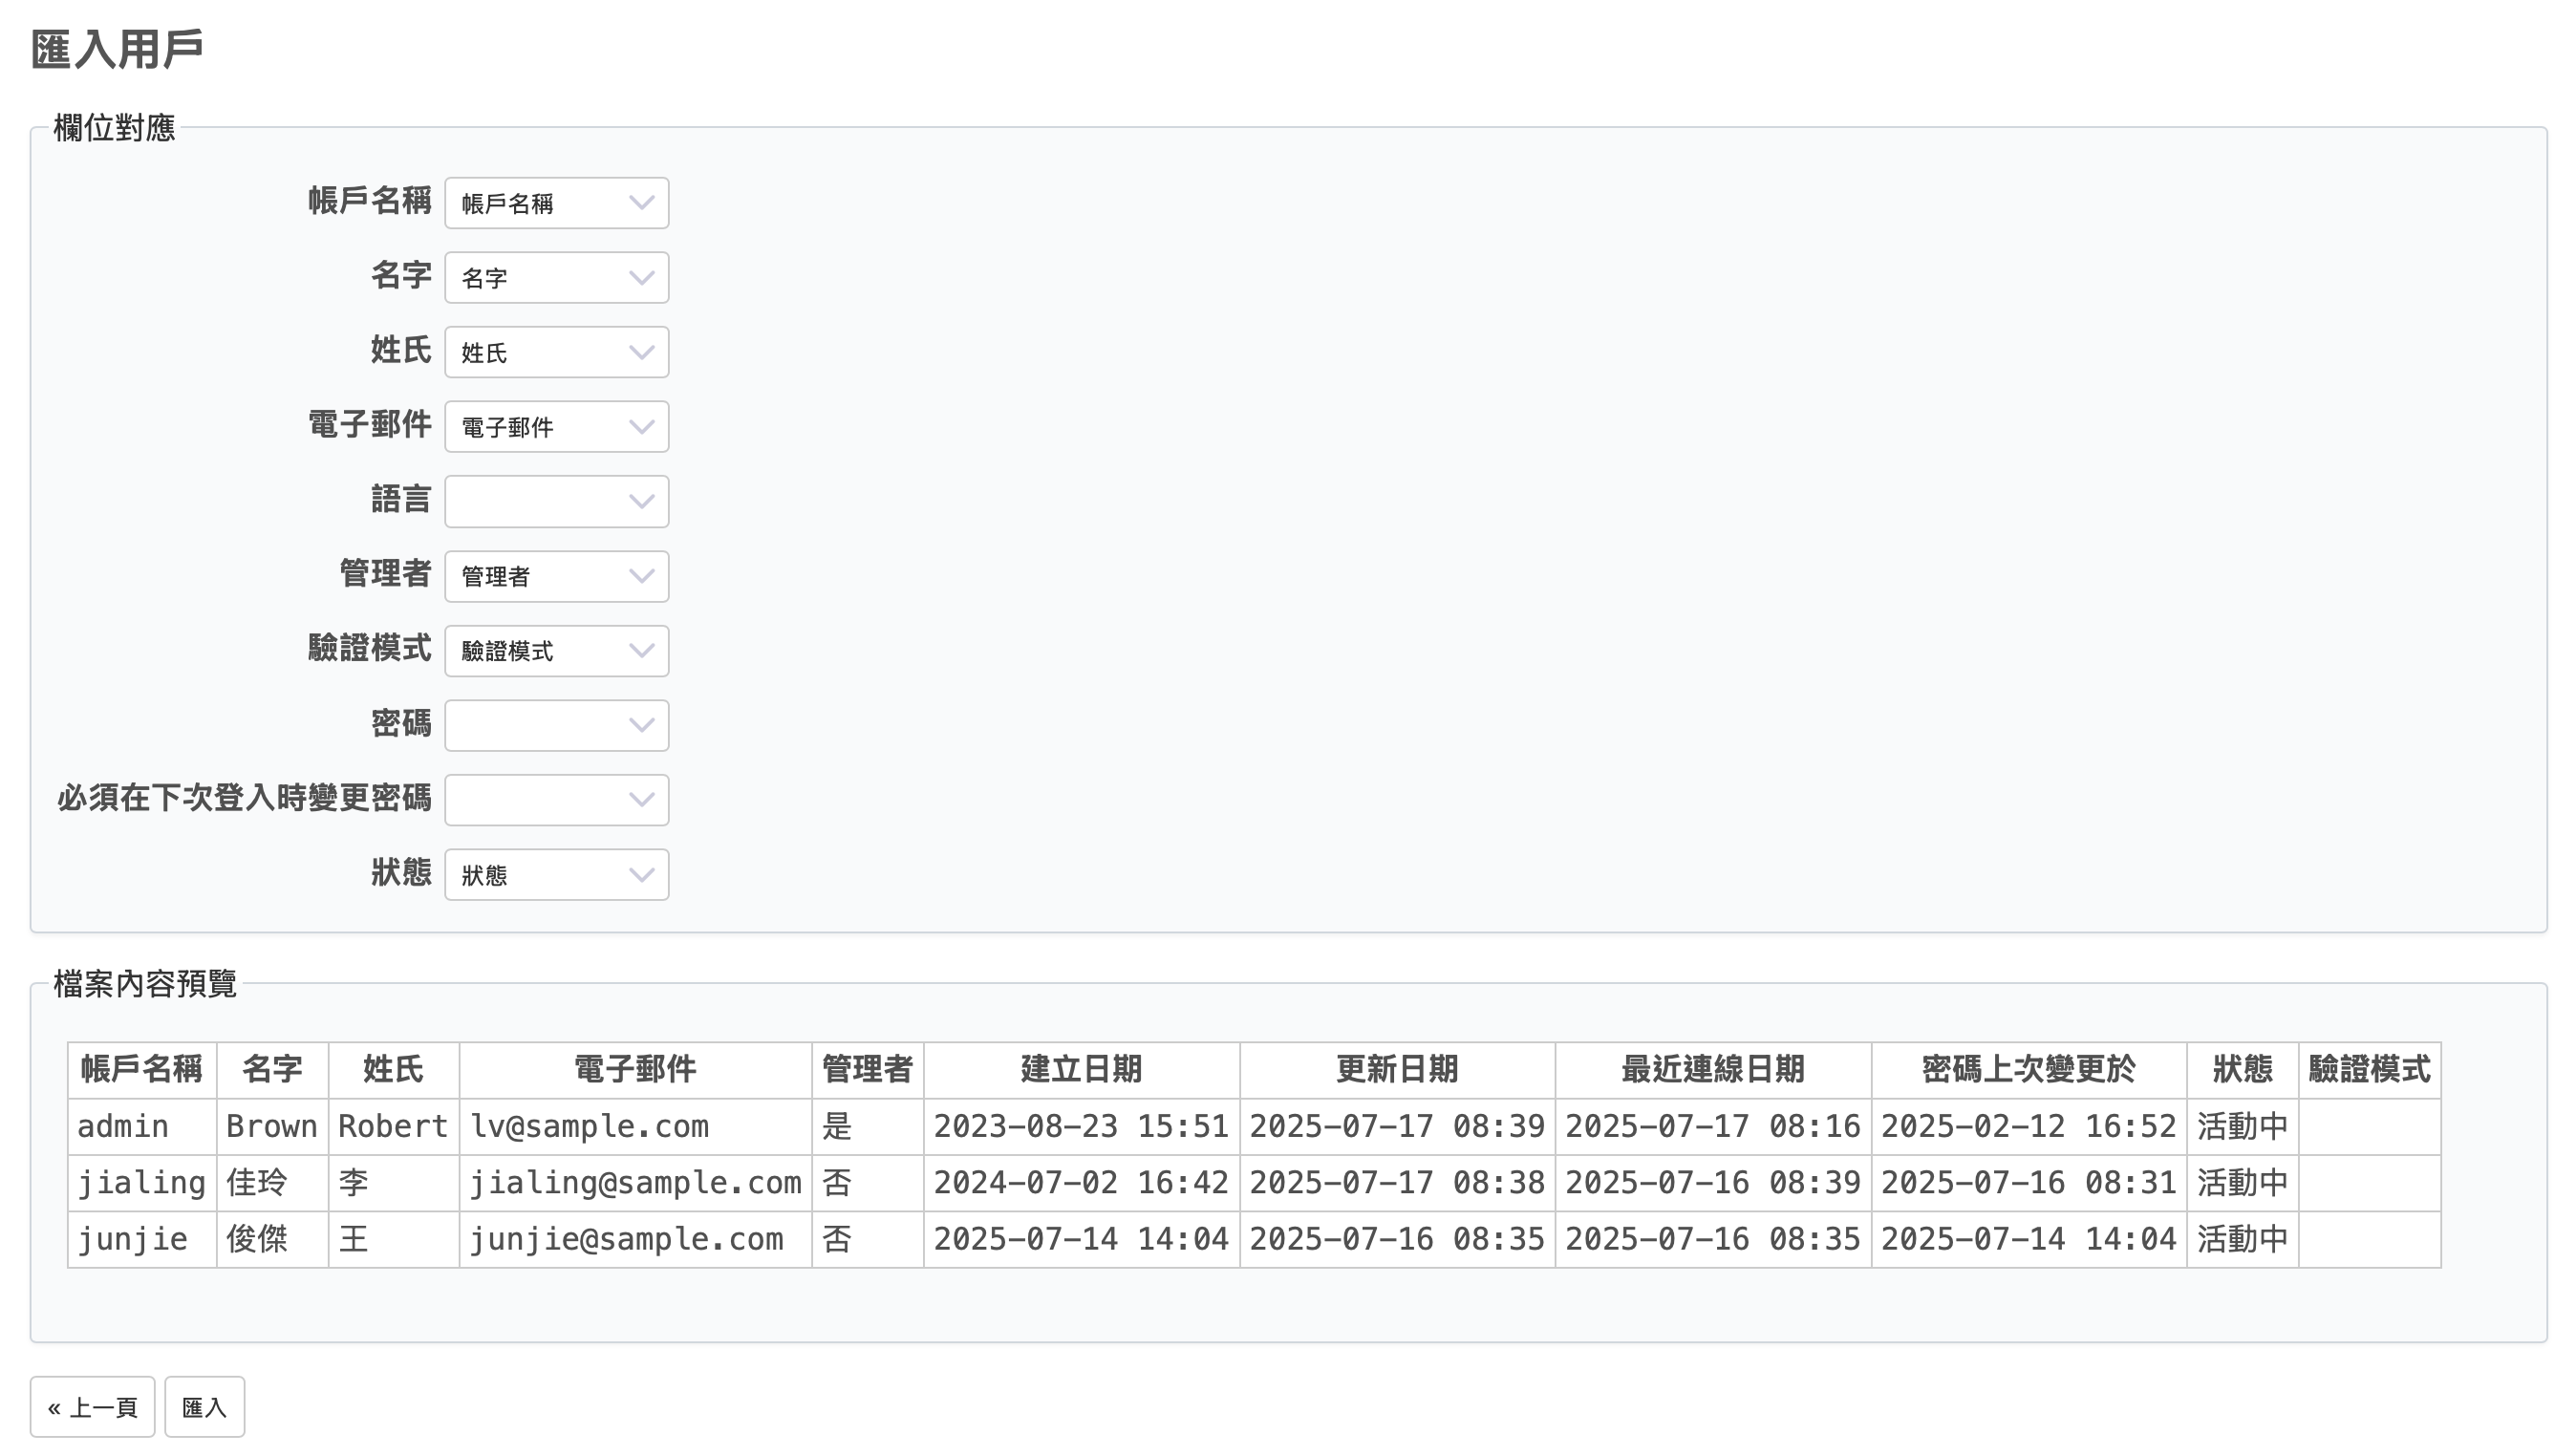 匯入用戶
欄位對應
帳戶名稱 帳戶名稱
名字 名字
姓氏 姓氏
電子郵件 電子郵件
語言
管理者 管理者
驗證模式 驗證模式
密碼
必須在下次登入時變更密碼
狀態 狀態
檔案內容預覽
帳戶名稱 名字 姓氏 電子郵件 管理者 建立日期 更新日期 最近連線日期 密碼上次變更於 狀態 驗證模式
admin Brown Robert lv@sample.com 是 2023-08-23 15:51 2025-07-17 08:39 2025-07-17 08:16 2025-02-12 16:52 活動中
jialing 佳玲 李 jialing@sample.com 否 2024-07-02 16:42 2025-07-17 08:38 2025-07-16 08:39 2025-07-16 08:31 活動中
junjie 俊傑 王 junjie@sample.com 否 2025-07-14 14:04 2025-07-16 08:35 2025-07-16 08:35 2025-07-14 14:04 活動中
« 上一頁 匯入